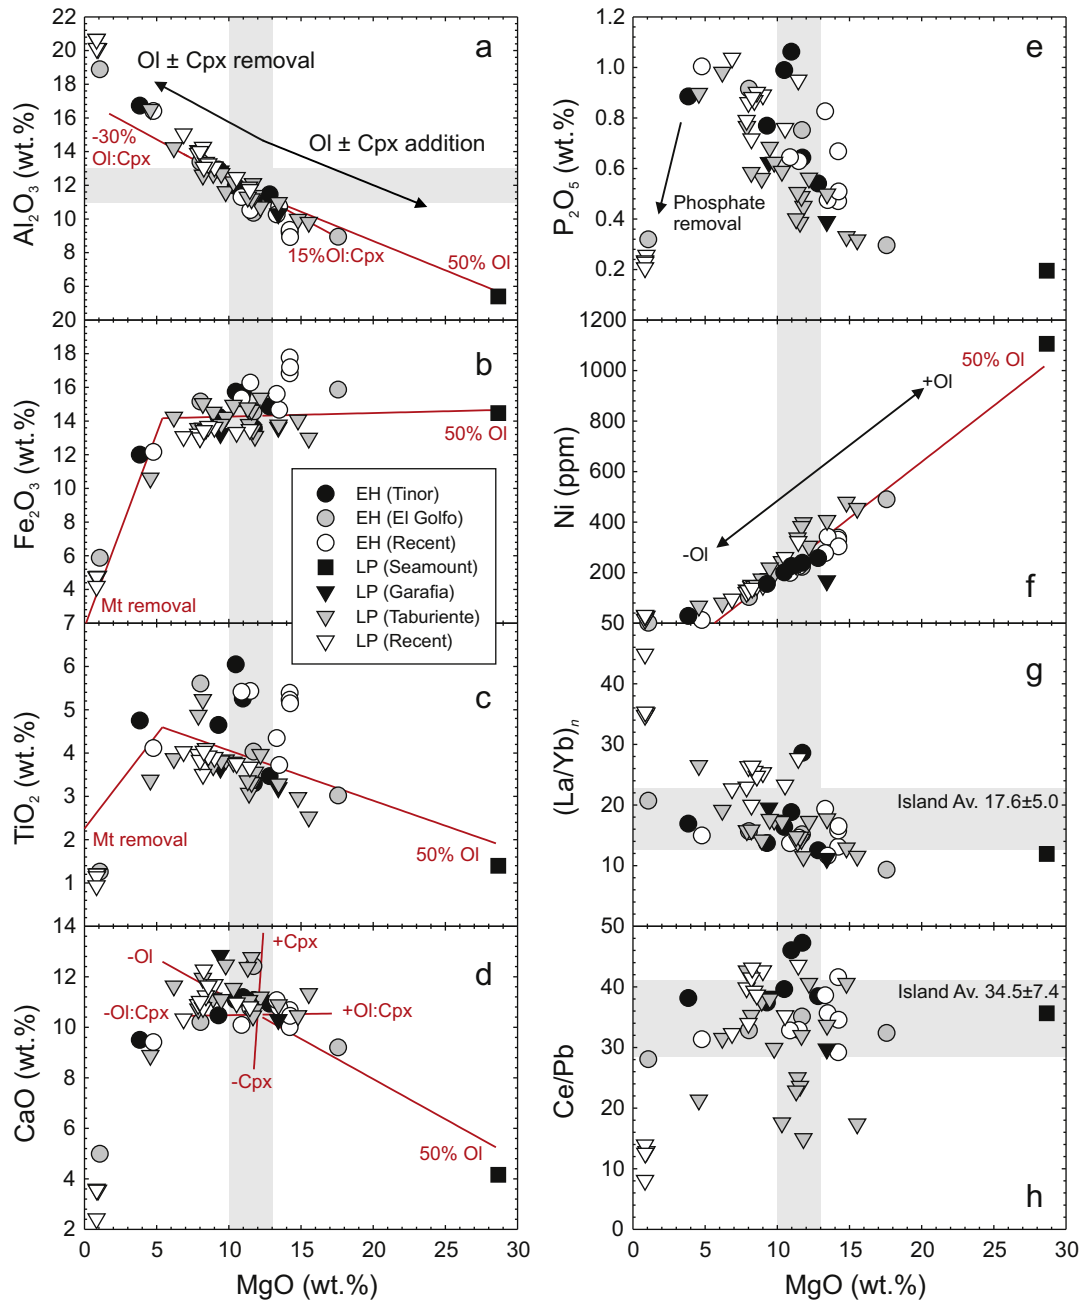 22
20
18
16
14
12
10
8
6
4
Al₂O₃ (wt.%)
a
Ol ± Cpx removal
Ol ± Cpx addition
-30%
Ol:Cpx
15%Ol:Cpx
50% Ol
20
18
16
14
12
10
8
6
4
7
Fe₂O₃ (wt.%)
b
50% Ol
Mt removal
EH (Tinor)
EH (El Golfo)
EH (Recent)
LP (Seamount)
LP (Garafia)
LP (Taburiente)
LP (Recent)
6
5
4
3
2
1
14
TiO₂ (wt.%)
c
Mt removal
50% Ol
12
10
8
6
4
2
CaO (wt.%)
d
-Ol
+Cpx
-Ol:Cpx
+Ol:Cpx
-Cpx
50% Ol
0 5 10 15 20 25 30
MgO (wt.%)
1.2
1.0
0.8
0.6
0.4
0.2
1200
P₂O₅ (wt.%)
e
Phosphate
removal
1000
800
600
400
200
50
Ni (ppm)
f
50% Ol
+Ol
-Ol
40
30
20
10
50
(La/Yb)ₙ
g
Island Av. 17.6±5.0
40
30
20
10
0
Ce/Pb
h
Island Av. 34.5±7.4
0 5 10 15 20 25 30
MgO (wt.%)